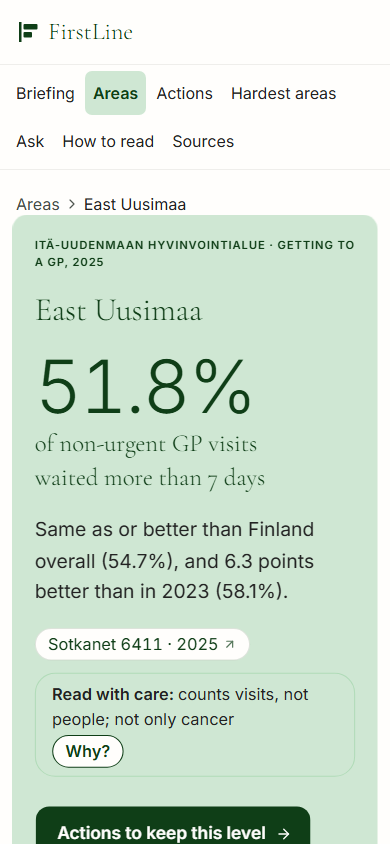 FirstLine
Briefing Areas Actions Hardest areas
Ask How to read Sources
Areas > East Uusimaa
ITÄ-UUDENMAAN HYVINVOINTIALUE · GETTING TO
A GP, 2025
East Uusimaa
51.8%
of non-urgent GP visits
waited more than 7 days
Same as or better than Finland
overall (54.7%), and 6.3 points
better than in 2023 (58.1%).
Sotkanet 6411 · 2025 ↗
Read with care: counts visits, not
people; not only cancer
Why?
Actions to keep this level →